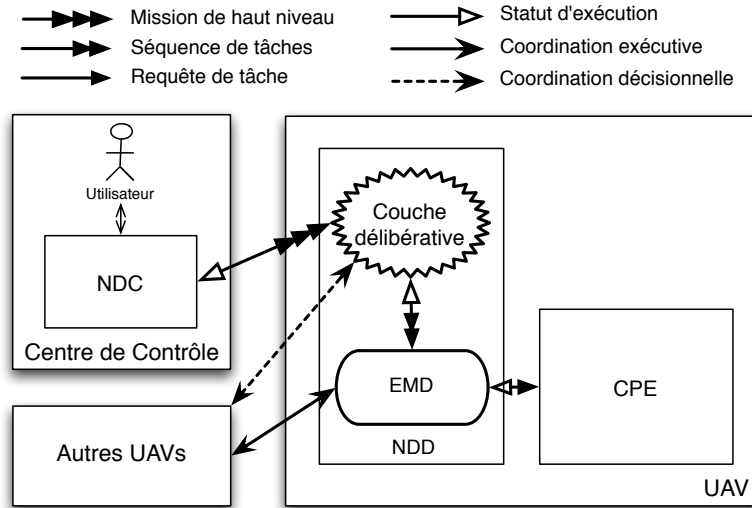 Mission de haut niveau
Séquence de tâches
Requête de tâche
Statut d'exécution
Coordination exécutive
Coordination décisionnelle
Utilisateur
NDC
Centre de Contrôle
Autres UAVs
Couche
délibérative
EMD
NDD
CPE
UAV